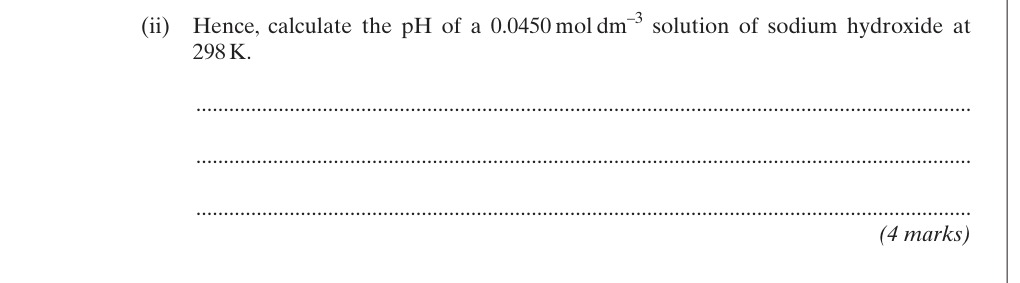 (ii) Hence, calculate the pH of a 0.0450 mol dm⁻³ solution of sodium hydroxide at
298 K.
................................................................................
................................................................................
................................................................................
(4 marks)